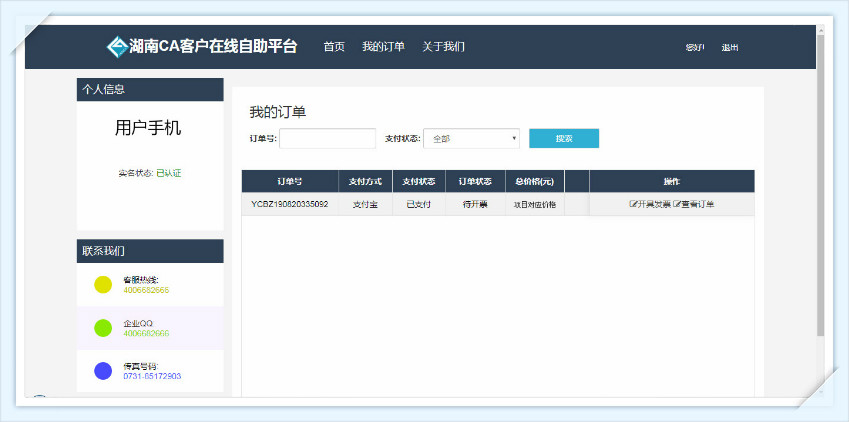 湖南CA客户在线自助平台 首页 我的订单 关于我们 您好! 退出
个人信息
用户手机
实名状态: 已认证
联系我们
客服热线:
4006682666
企业QQ:
4006682666
传真号码:
0731-85172903
我的订单
订单号: 支付状态: 全部 搜索
订单号 支付方式 支付状态 订单状态 总价格(元) 操作
YCBZ190820335092 支付宝 已支付 待开票 项目对应价格 开具发票 查看订单